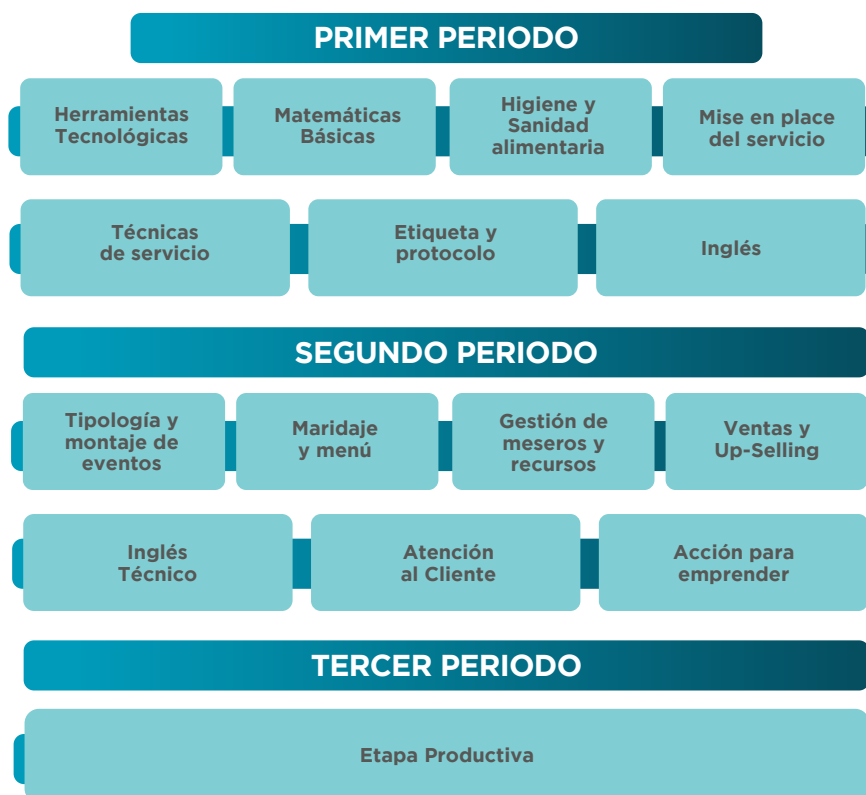 PRIMER PERIODO
Herramientas
Tecnológicas
Matemáticas
Básicas
Higiene y
Sanidad
alimentaria
Mise en place
del servicio
Técnicas
de servicio
Etiqueta y
protocolo
Inglés
SEGUNDO PERIODO
Tipología y
montaje de
eventos
Maridaje
y menú
Gestión de
meseros y
recursos
Ventas y
Up-Selling
Inglés
Técnico
Atención
al Cliente
Acción para
emprender
TERCER PERIODO
Etapa Productiva